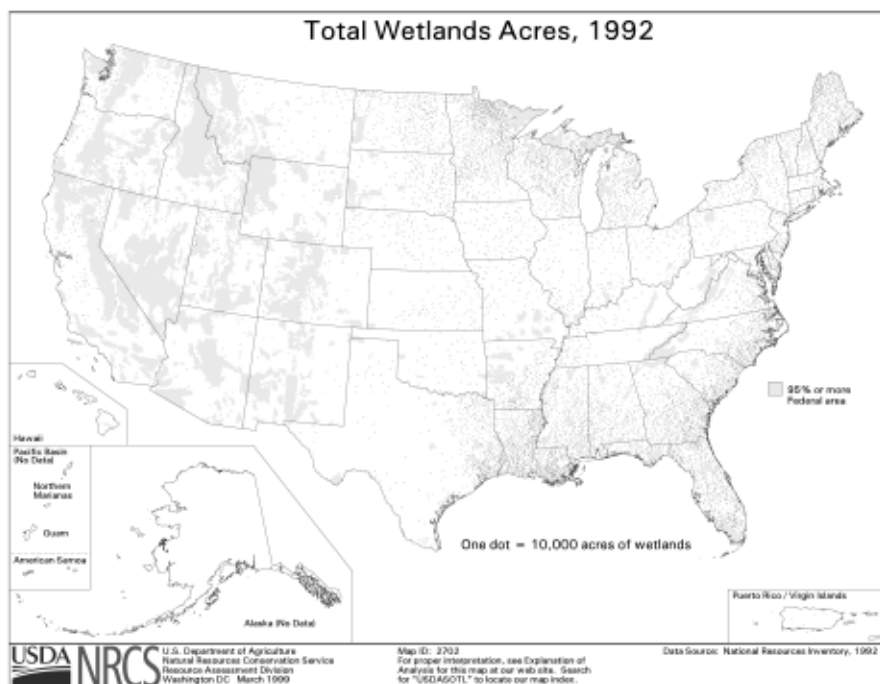 Total Wetlands Acres, 1992
95% or more
Federal area
Hawaii
Pacific Basin
(No Data)
Northern
Marianas
Guam
American Samoa
One dot = 10,000 acres of wetlands
Alaska (No Data)
Puerto Rico / Virgin Islands
USDA NRCS
U.S. Department of Agriculture
Natural Resources Conservation Service
Resource Assessment Division
Washington DC March 1999
Map ID: 2702
For proper interpretation, see Explanation of
Analysis for this map at our web site. Search
for "USDASOTL" to locate our map index.
Data Source: National Resources Inventory, 1992